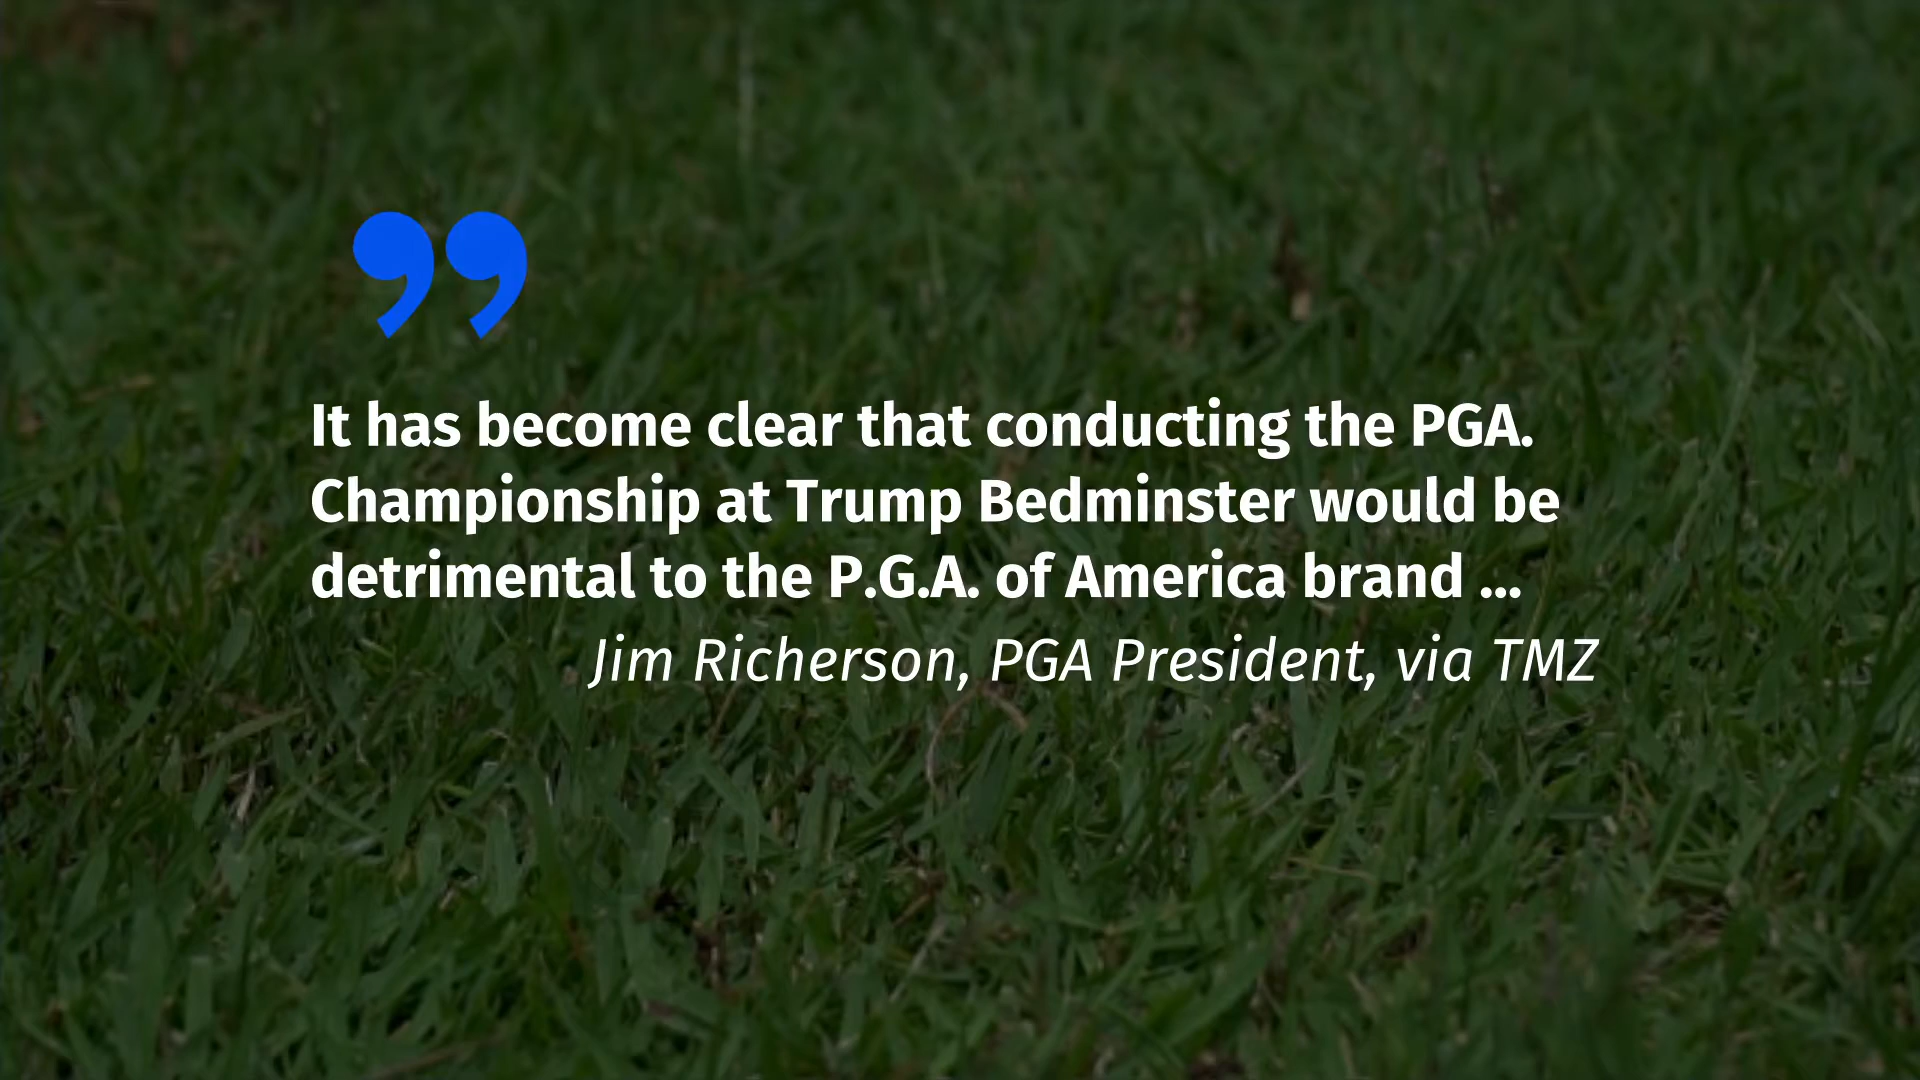 ”
It has become clear that conducting the PGA.
Championship at Trump Bedminster would be
detrimental to the P.G.A. of America brand ...
Jim Richerson, PGA President, via TMZ